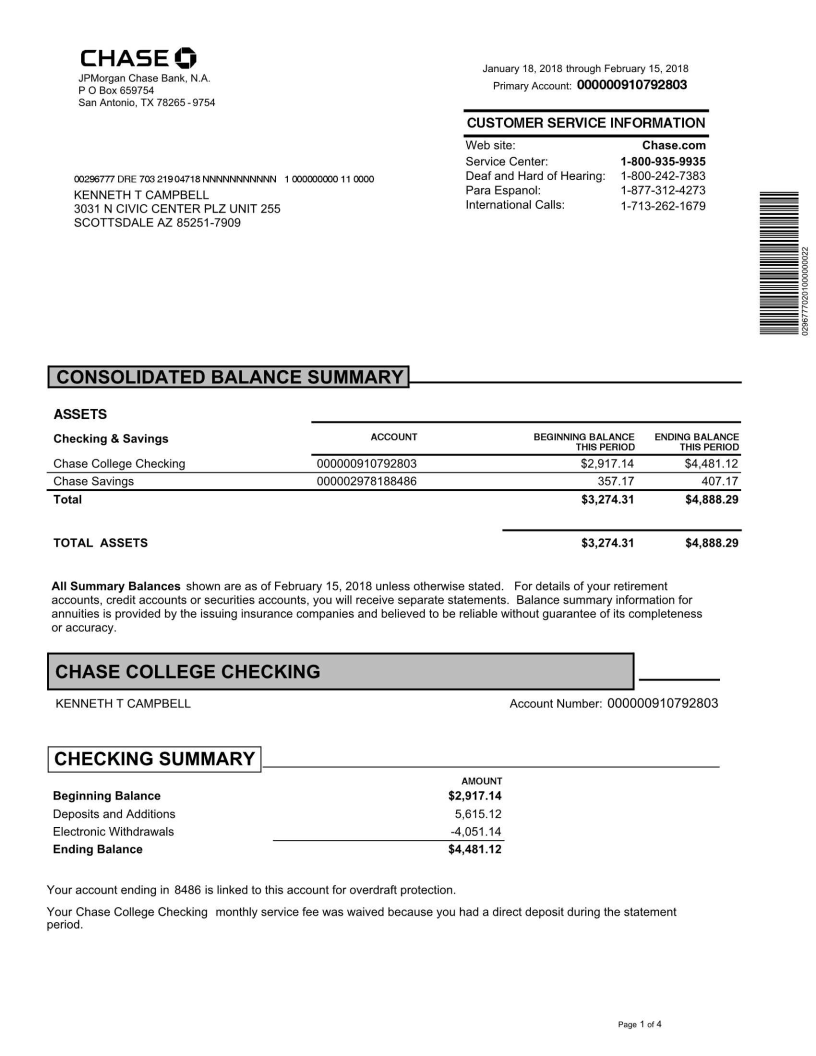 CHASE
JPMorgan Chase Bank, N.A.
P O Box 659754
San Antonio, TX 78265 - 9754
January 18, 2018 through February 15, 2018
Primary Account: 000000910792803
CUSTOMER SERVICE INFORMATION
Web site: Chase.com
Service Center: 1-800-935-9935
Deaf and Hard of Hearing: 1-800-242-7383
Para Espanol: 1-877-312-4273
International Calls: 1-713-262-1679
00296777 DRE 703 219 04718 NNNNNNNNNNN 1 000000000 11 0000
KENNETH T CAMPBELL
3031 N CIVIC CENTER PLZ UNIT 255
SCOTTSDALE AZ 85251-7909
02967770201000000022
CONSOLIDATED BALANCE SUMMARY
ASSETS
Checking & Savings ACCOUNT BEGINNING BALANCE THIS PERIOD ENDING BALANCE THIS PERIOD
Chase College Checking 000000910792803 $2,917.14 $4,481.12
Chase Savings 000002978188486 357.17 407.17
Total $3,274.31 $4,888.29
TOTAL ASSETS $3,274.31 $4,888.29
All Summary Balances shown are as of February 15, 2018 unless otherwise stated. For details of your retirement
accounts, credit accounts or securities accounts, you will receive separate statements. Balance summary information for
annuities is provided by the issuing insurance companies and believed to be reliable without guarantee of its completeness
or accuracy.
CHASE COLLEGE CHECKING
KENNETH T CAMPBELL Account Number: 000000910792803
CHECKING SUMMARY
AMOUNT
Beginning Balance $2,917.14
Deposits and Additions 5,615.12
Electronic Withdrawals -4,051.14
Ending Balance $4,481.12
Your account ending in 8486 is linked to this account for overdraft protection.
Your Chase College Checking monthly service fee was waived because you had a direct deposit during the statement
period.
Page 1 of 4